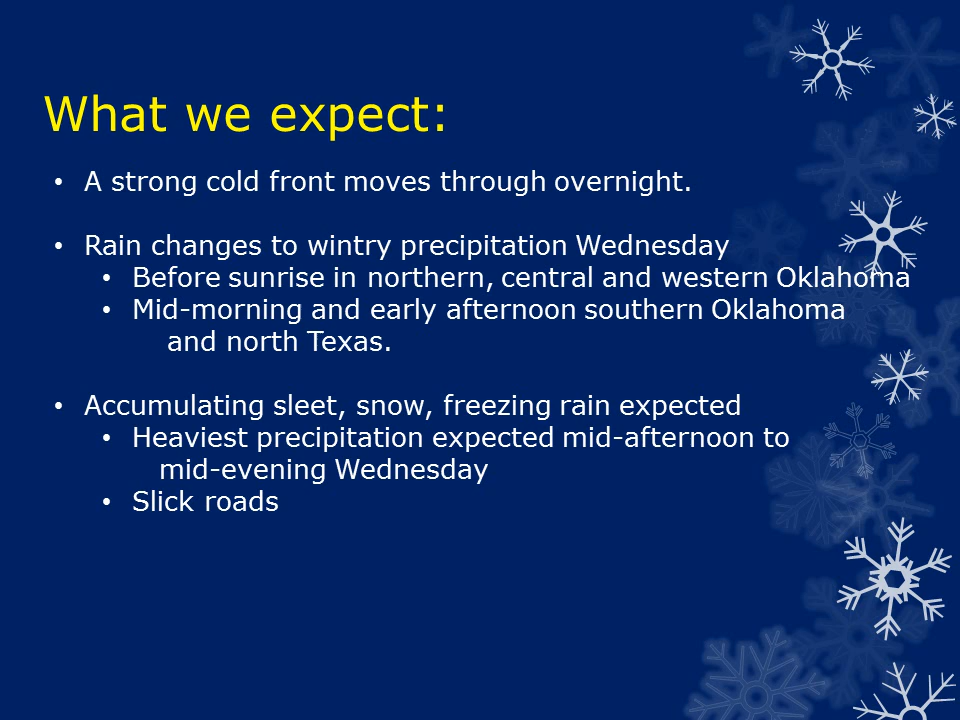 What we expect:
• A strong cold front moves through overnight.
• Rain changes to wintry precipitation Wednesday
• Before sunrise in northern, central and western Oklahoma
• Mid-morning and early afternoon southern Oklahoma
and north Texas.
• Accumulating sleet, snow, freezing rain expected
• Heaviest precipitation expected mid-afternoon to
mid-evening Wednesday
• Slick roads